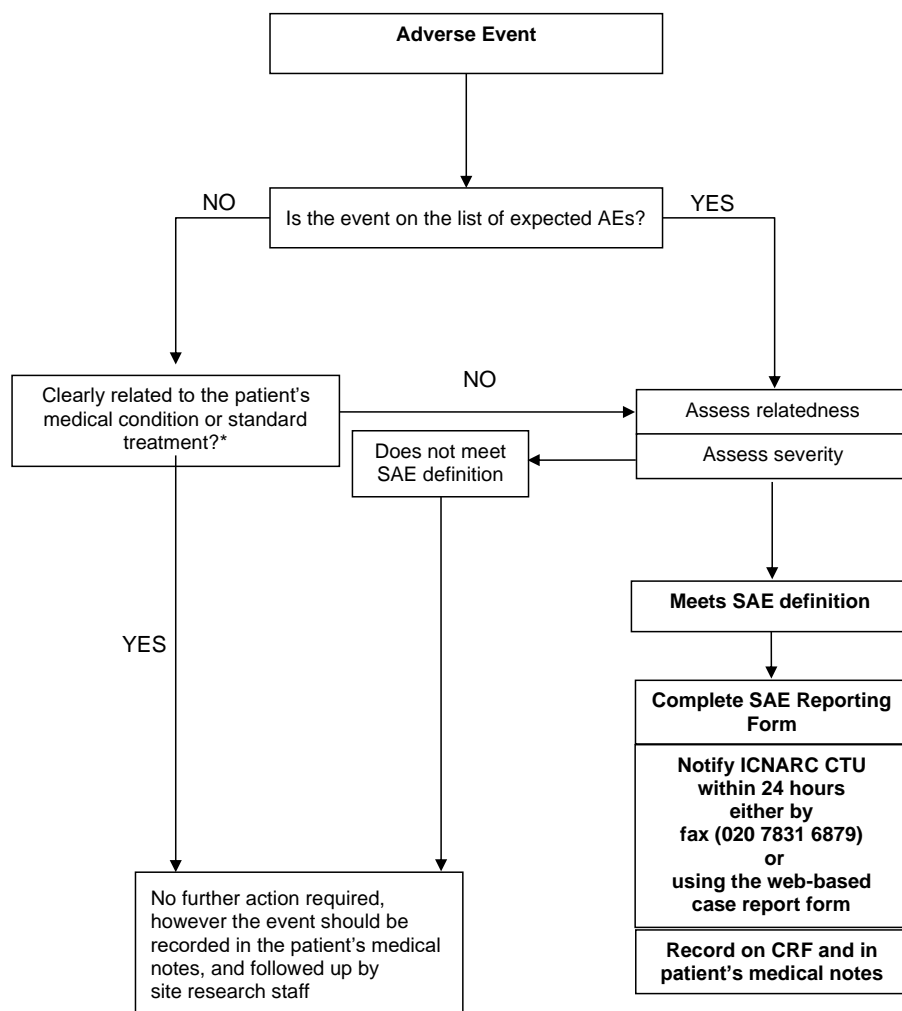 Adverse Event
NO
YES
Is the event on the list of expected AEs?
Clearly related to the patient’s
medical condition or standard
treatment?*
NO
Assess relatedness
Assess severity
Does not meet
SAE definition
Meets SAE definition
YES
Complete SAE Reporting
Form
Notify ICNARC CTU
within 24 hours
either by
fax (020 7831 6879)
or
using the web-based
case report form
Record on CRF and in
patient’s medical notes
No further action required,
however the event should be
recorded in the patient’s medical
notes, and followed up by
site research staff